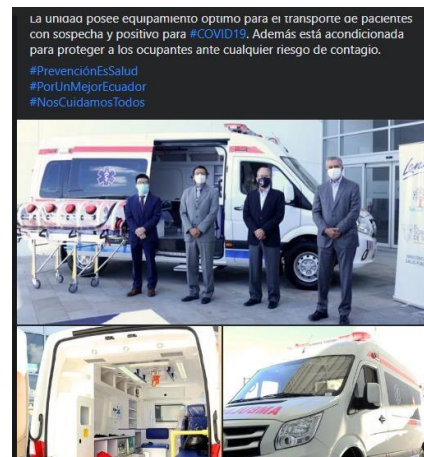 La unidad posee equipamiento óptimo para el transporte de pacientes
con sospecha y positivo para #COVID19. Además está acondicionada
para proteger a los ocupantes ante cualquier riesgo de contagio.
#PrevenciónEsSalud
#PorUnMejorEcuador
#NosCuidamosTodos